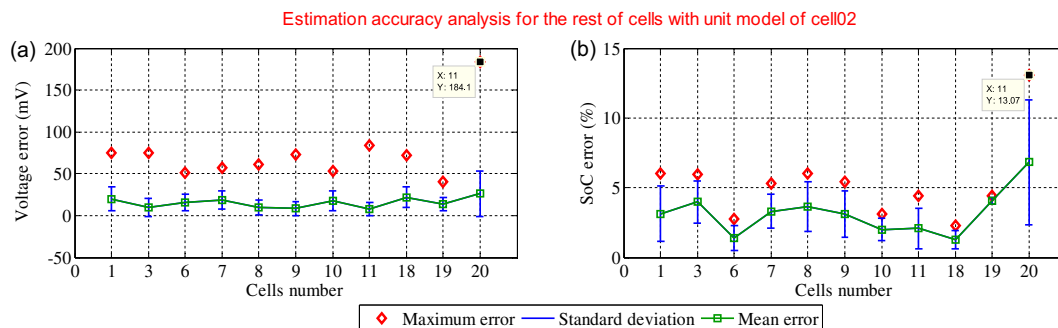 Estimation accuracy analysis for the rest of cells with unit model of cell02
(a)
Voltage error (mV)
200
150
100
50
0
-50
X: 11
Y: 184.1
0 1 3 6 7 8 9 10 11 18 19 20
Cells number
(b)
SoC error (%)
15
10
5
0
X: 11
Y: 13.07
0 1 3 6 7 8 9 10 11 18 19 20
Cells number
Maximum error Standard deviation Mean error